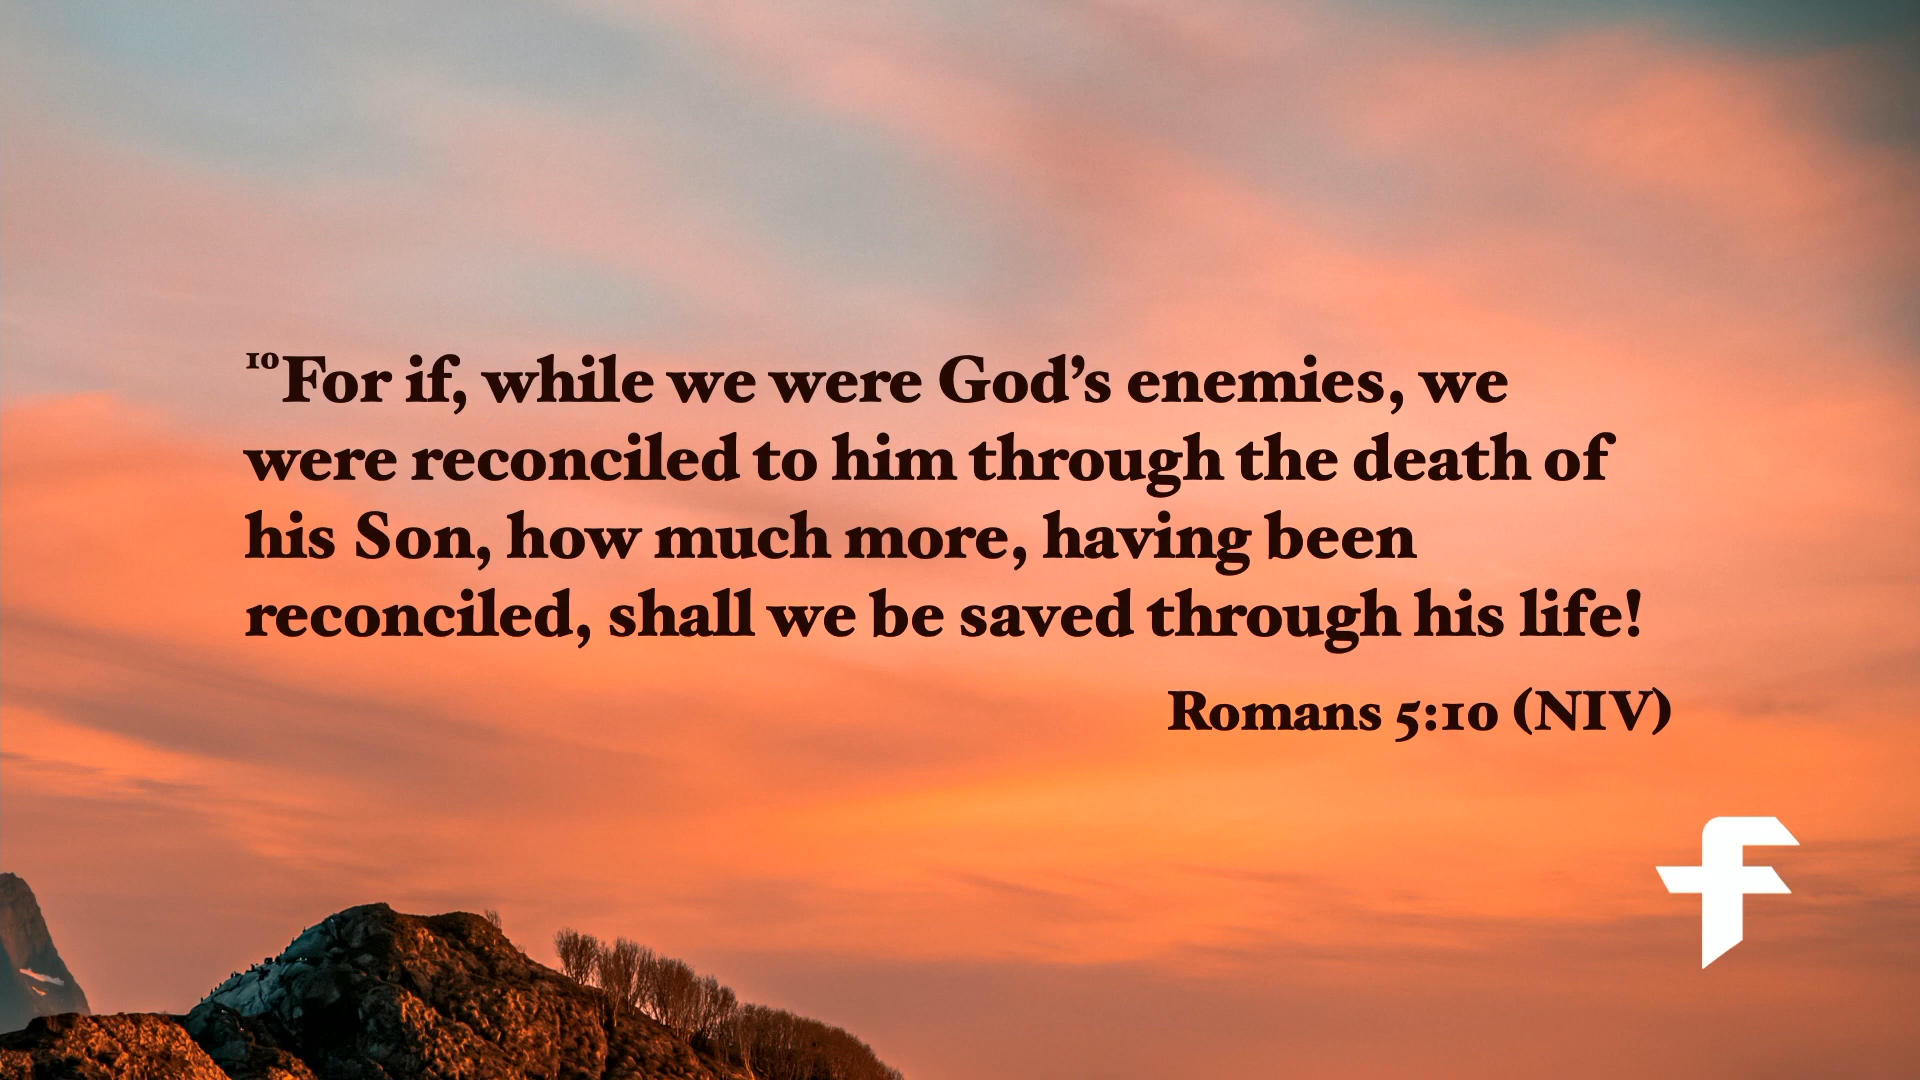 10For if, while we were God’s enemies, we
were reconciled to him through the death of
his Son, how much more, having been
reconciled, shall we be saved through his life!
Romans 5:10 (NIV)